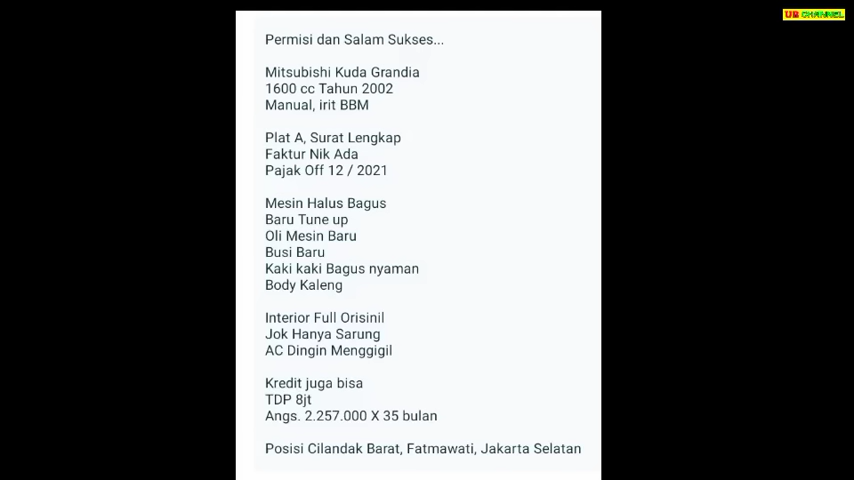 UB CHANNEL
Permisi dan Salam Sukses...
Mitsubishi Kuda Grandia
1600 cc Tahun 2002
Manual, irit BBM
Plat A, Surat Lengkap
Faktur Nik Ada
Pajak Off 12 / 2021
Mesin Halus Bagus
Baru Tune up
Oli Mesin Baru
Busi Baru
Kaki kaki Bagus nyaman
Body Kaleng
Interior Full Orisinil
Jok Hanya Sarung
AC Dingin Menggigil
Kredit juga bisa
TDP 8jt
Angs. 2.257.000 X 35 bulan
Posisi Cilandak Barat, Fatmawati, Jakarta Selatan